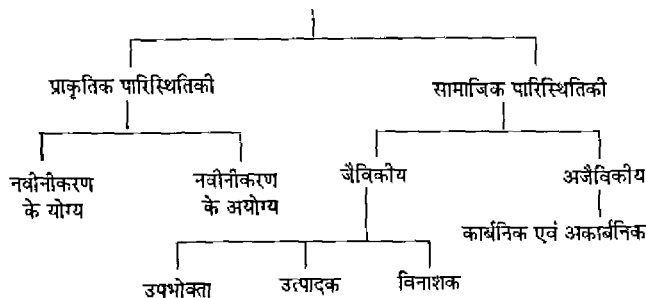 प्राकृतिक पारिस्थितिकी
सामाजिक पारिस्थितिकी
नवीनीकरण
के योग्य
नवीनीकरण
के अयोग्य
जैविकीय
अजैविकीय
कार्बनिक एवं अकार्बनिक
उपभोक्ता
उत्पादक
विनाशक